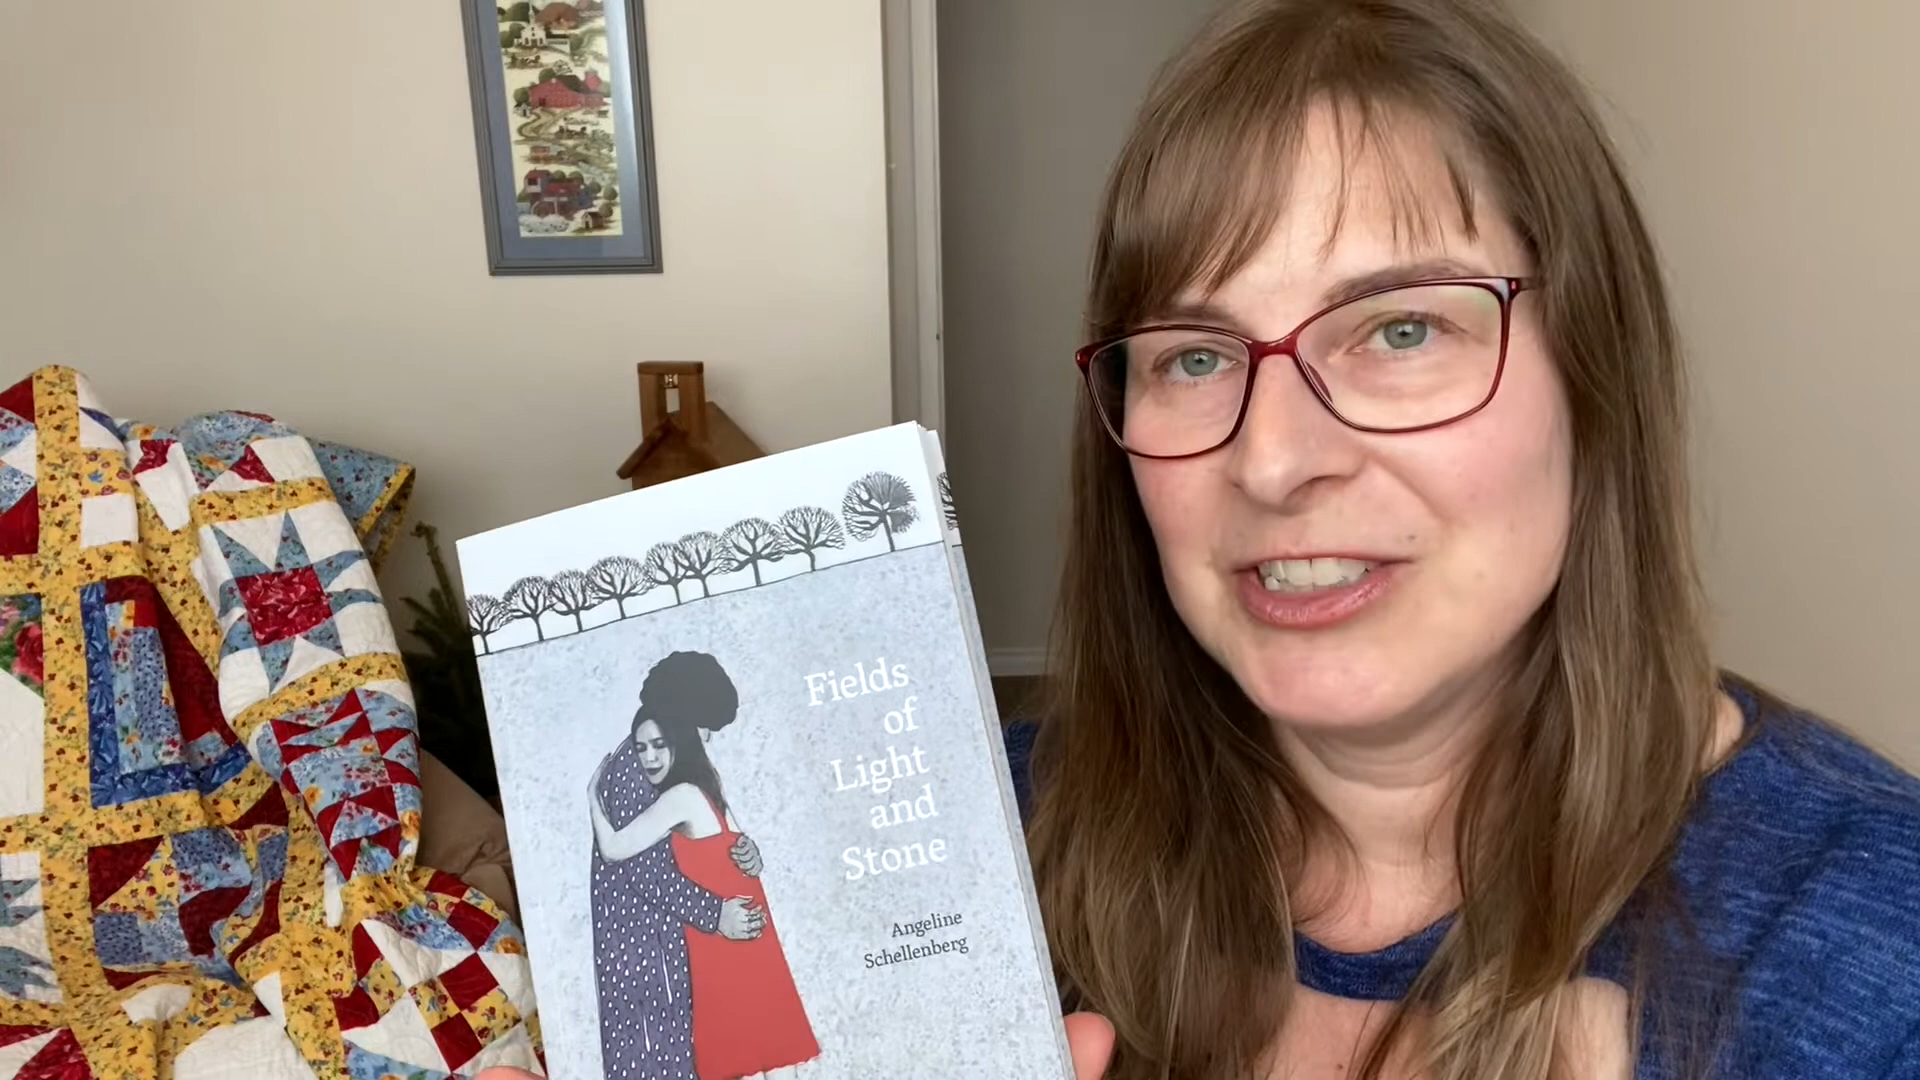 Fields
of
Light
and
Stone
Angeline
Schellenberg